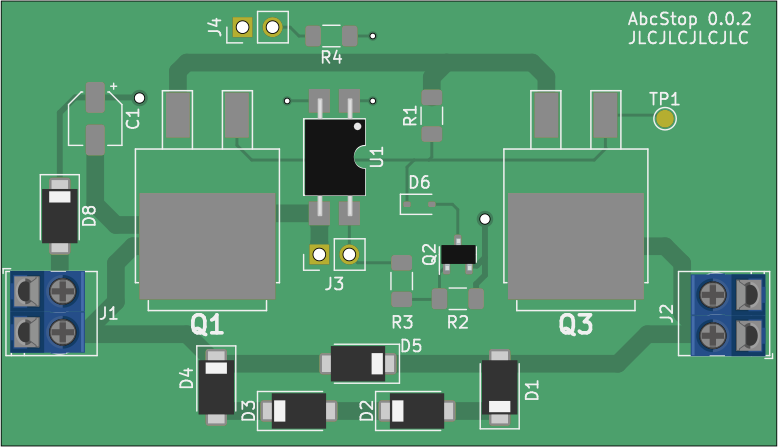 J4
AbcStop 0.0.2
JLCJLCJLCJLC
R4
+
C1
R1
TP1
U1
D6
D8
Q2
J3
J1
Q1
R3
R2
Q3
J2
D5
D4
D3
D2
D1